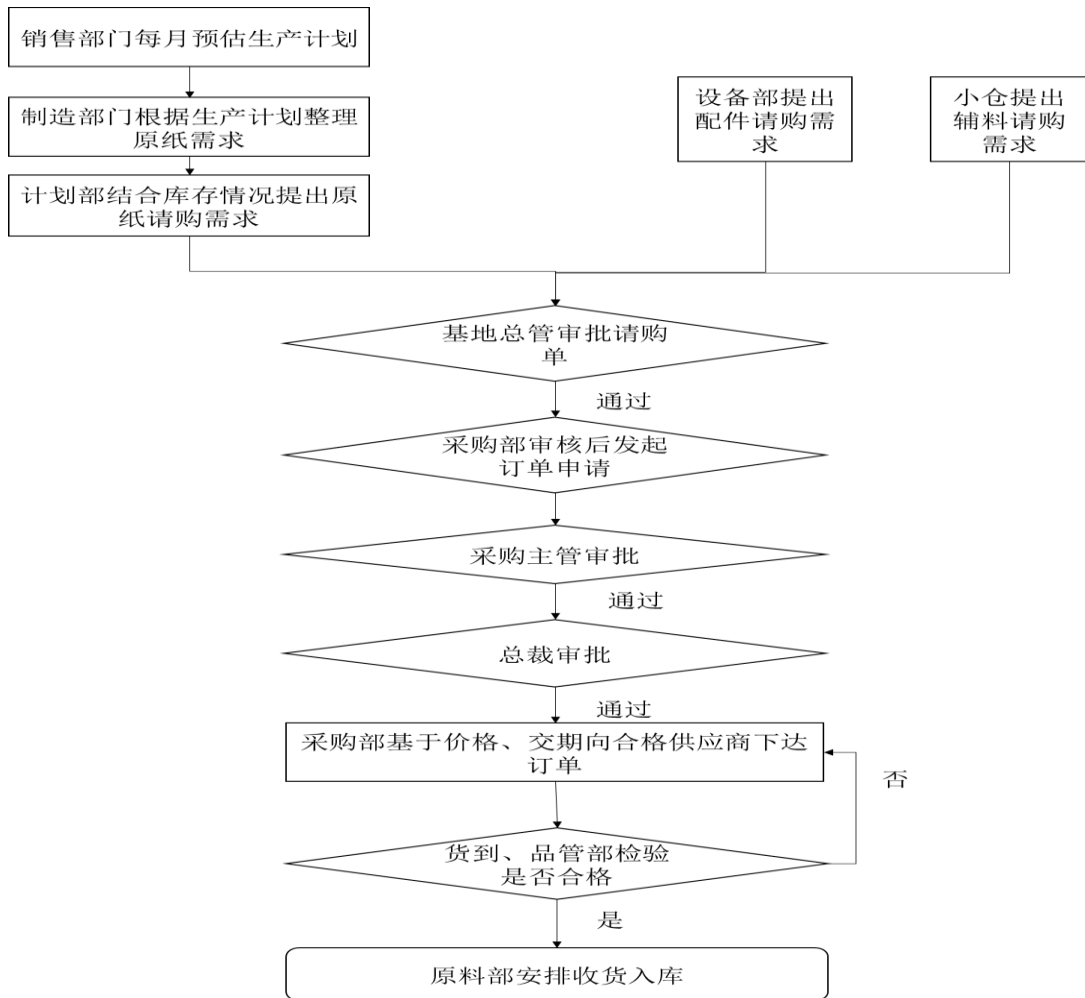 销售部门每月预估生产计划
制造部门根据生产计划整理
原纸需求
计划部结合库存情况提出原
纸请购需求
设备部提出
配件请购需
求
小仓提出
辅料请购
需求
基地总管审批请购
单
通过
采购部审核后发起
订单申请
采购主管审批
通过
总裁审批
通过
采购部基于价格、交期向合格供应商下达
订单
否
货到、品管部检验
是否合格
是
原料部安排收货入库